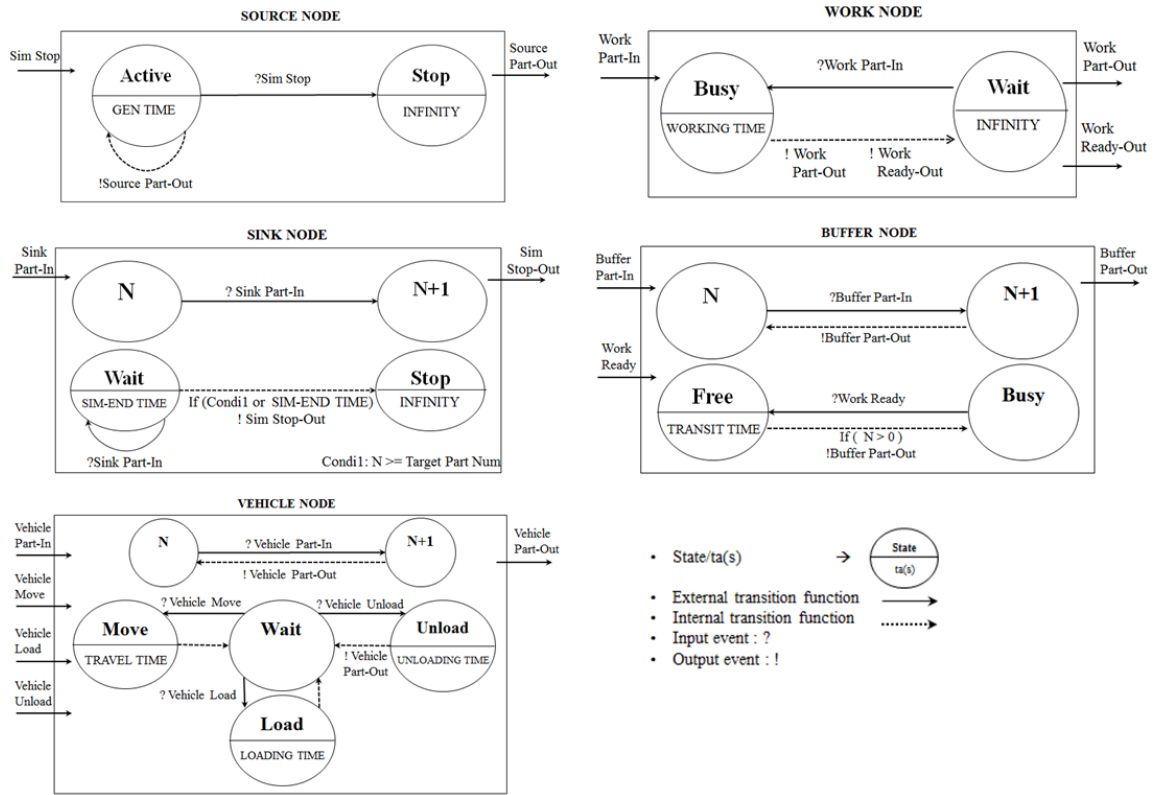 SOURCE NODE
Sim Stop
Active
GEN TIME
?Sim Stop
!Source Part-Out
Stop
INFINITY
Source
Part-Out
WORK NODE
Work
Part-In
Busy
WORKING TIME
?Work Part-In
! Work
Part-Out
! Work
Ready-Out
Wait
INFINITY
Work
Part-Out
Work
Ready-Out
SINK NODE
Sink
Part-In
N
? Sink Part-In
N+1
Sim
Stop-Out
Wait
SIM-END TIME
?Sink Part-In
If (Condi1 or SIM-END TIME)
! Sim Stop-Out
Stop
INFINITY
Condi1: N >= Target Part Num
BUFFER NODE
Buffer
Part-In
N
?Buffer Part-In
!Buffer Part-Out
N+1
Buffer
Part-Out
Work
Ready
Free
TRANSIT TIME
?Work Ready
If ( N > 0 )
!Buffer Part-Out
Busy
VEHICLE NODE
Vehicle
Part-In
Vehicle
Move
Vehicle
Load
Vehicle
Unload
N
? Vehicle Part-In
! Vehicle Part-Out
N+1
Vehicle
Part-Out
? Vehicle Move
? Vehicle Unload
Move
TRAVEL TIME
Wait
Unload
UNLOADING TIME
! Vehicle
Part-Out
? Vehicle Load
Load
LOADING TIME
• State/ta(s)
State
ta(s)
• External transition function
• Internal transition function
• Input event : ?
• Output event : !